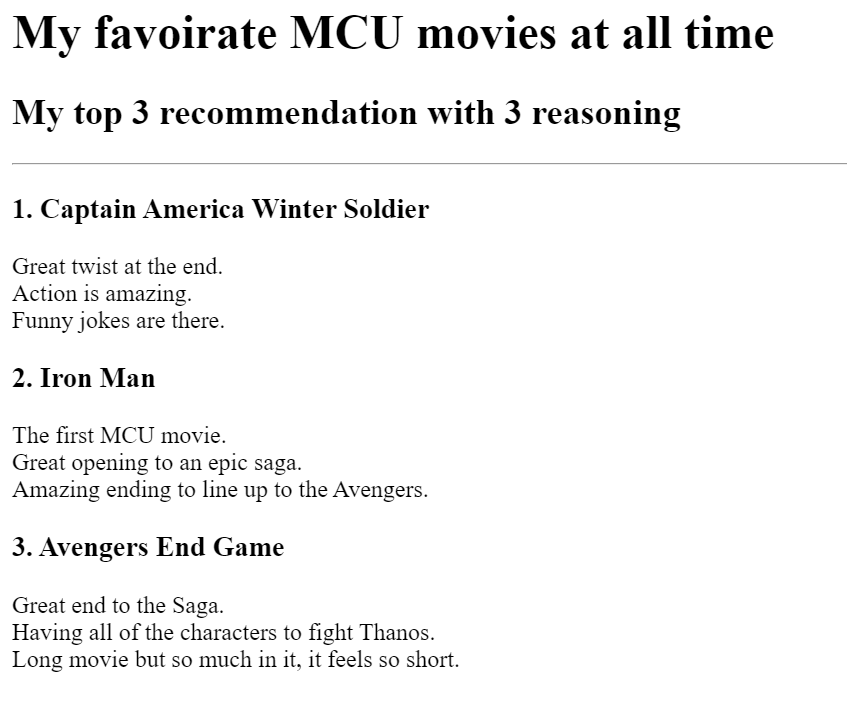 My favoirate MCU movies at all time
My top 3 recommendation with 3 reasoning
1. Captain America Winter Soldier
Great twist at the end.
Action is amazing.
Funny jokes are there.
2. Iron Man
The first MCU movie.
Great opening to an epic saga.
Amazing ending to line up to the Avengers.
3. Avengers End Game
Great end to the Saga.
Having all of the characters to fight Thanos.
Long movie but so much in it, it feels so short.